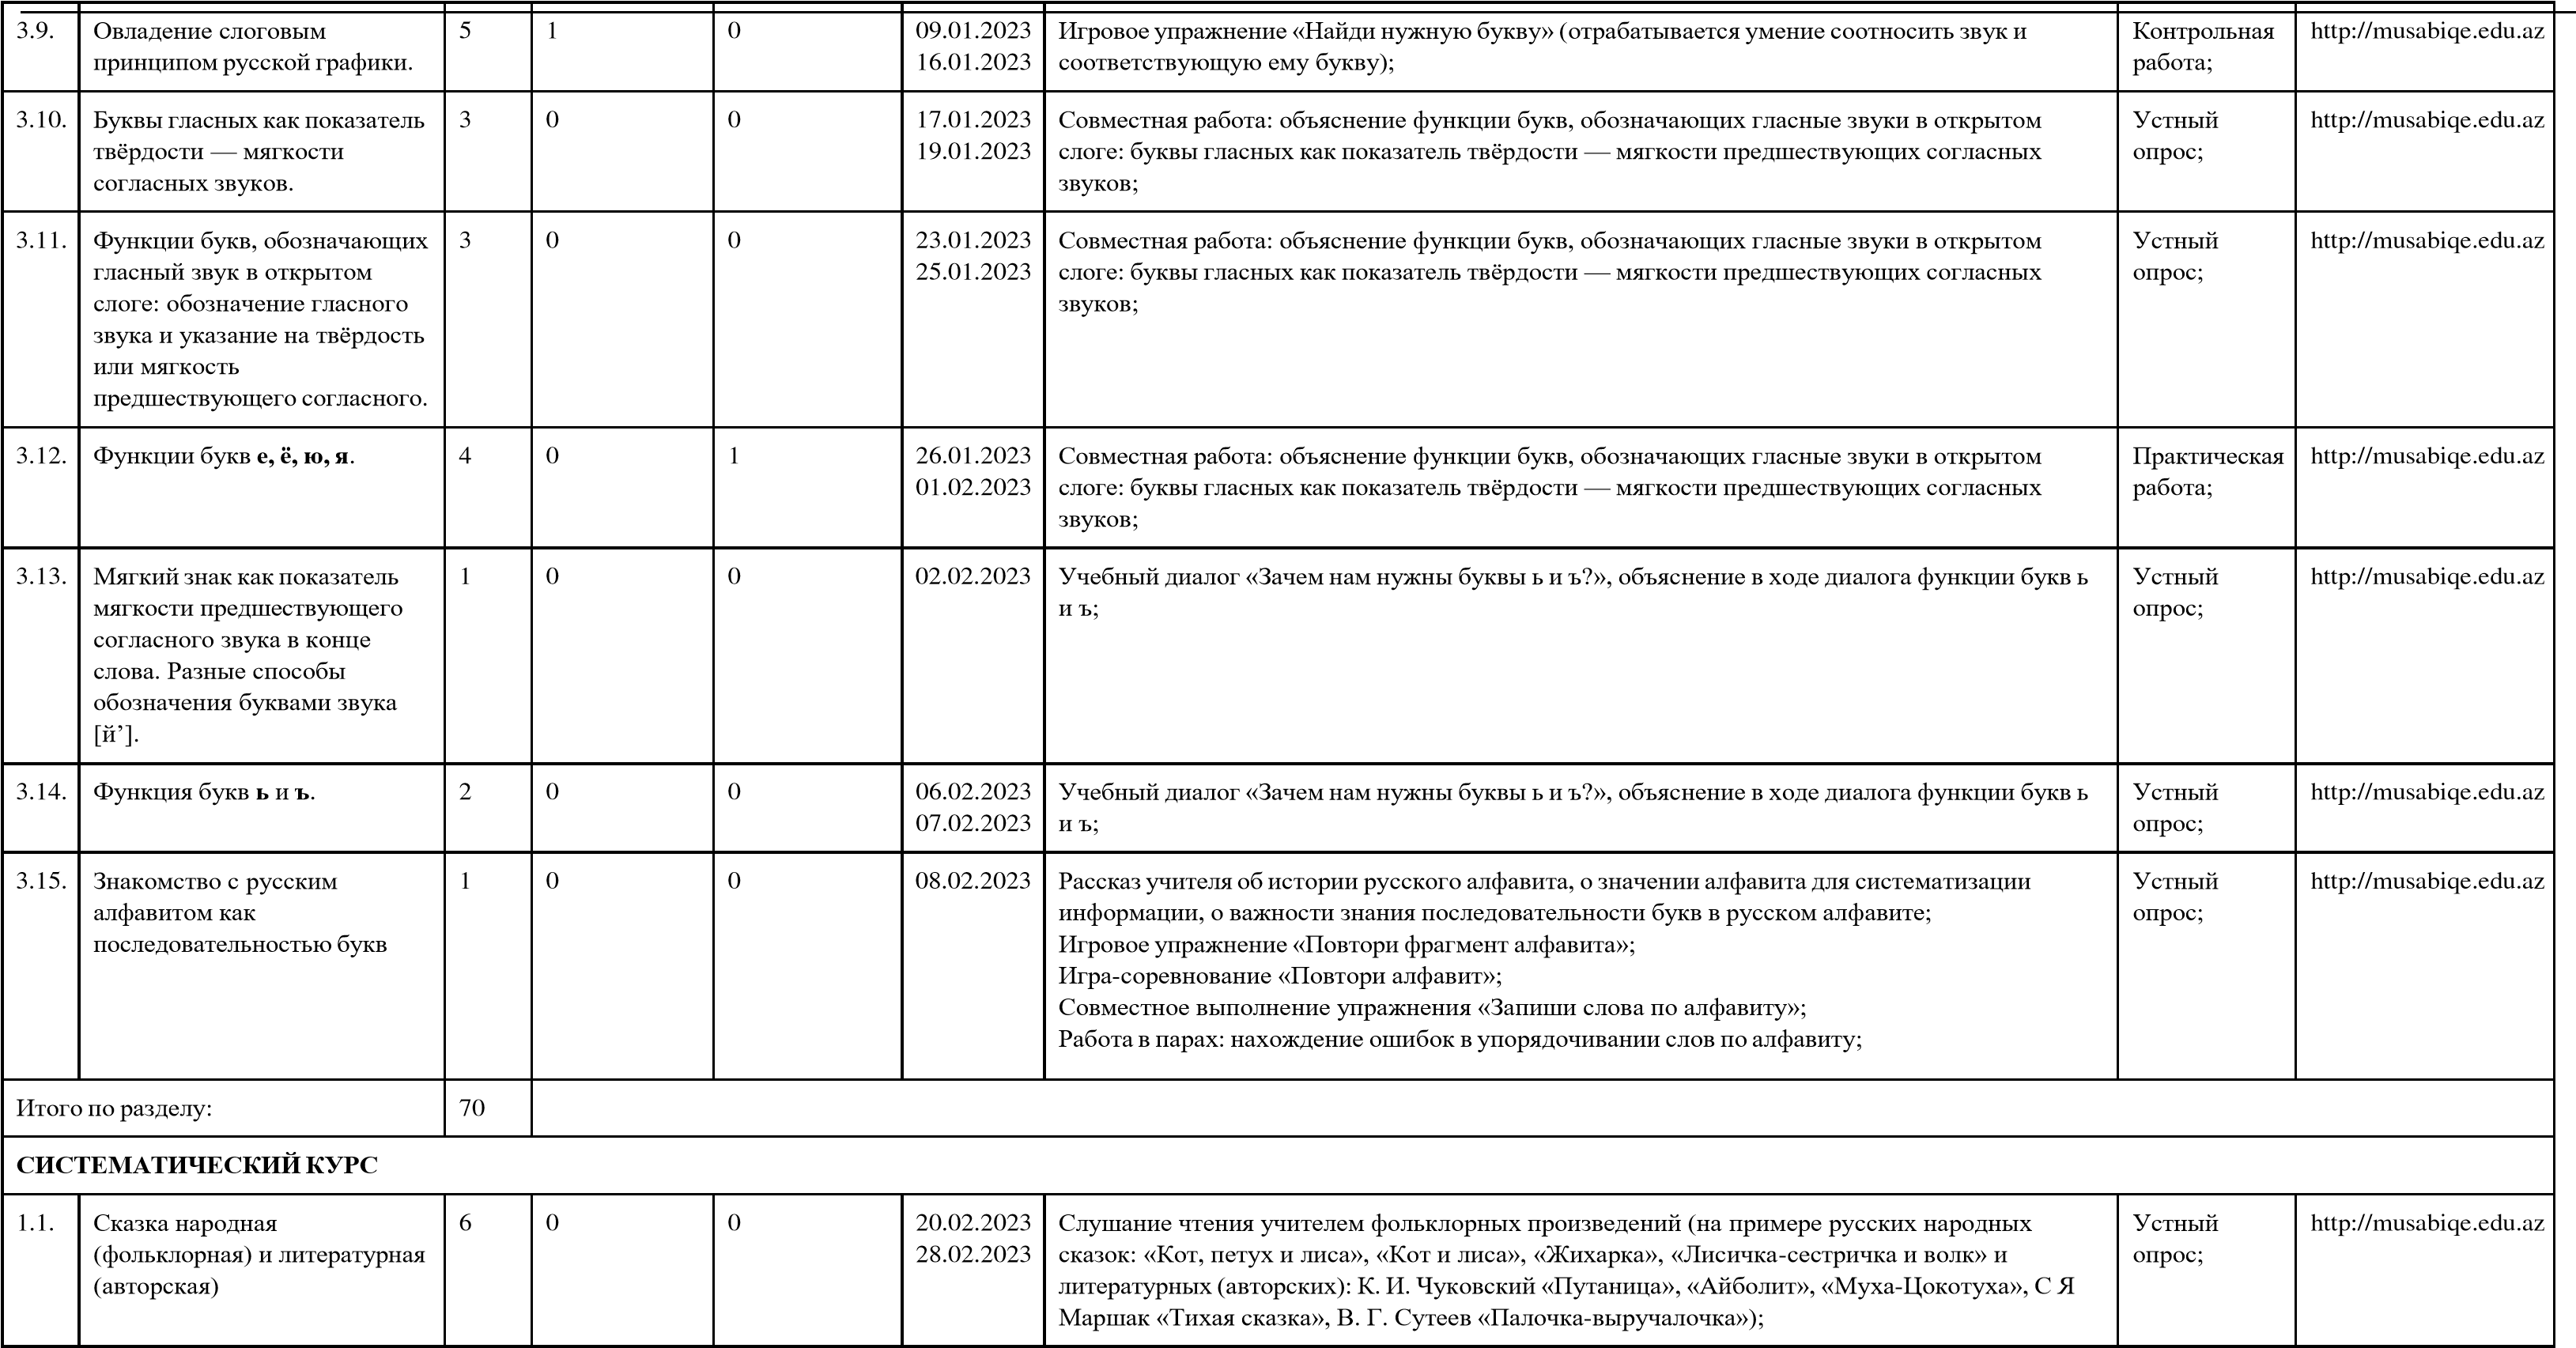 3.9. Овладение слоговым 5 1 0 09.01.2023 Игровое упражнение «Найди нужную букву» (отрабатывается умение соотносить звук и Контрольная http://musabiqe.edu.az
принципом русской графики. 16.01.2023 соответствующую ему букву); работа;
3.10. Буквы гласных как показатель 3 0 0 17.01.2023 Совместная работа: объяснение функции букв, обозначающих гласные звуки в открытом Устный http://musabiqe.edu.az
твёрдости — мягкости 19.01.2023 слоге: буквы гласных как показатель твёрдости — мягкости предшествующих согласных опрос;
согласных звуков. звуков;
3.11. Функции букв, обозначающих 3 0 0 23.01.2023 Совместная работа: объяснение функции букв, обозначающих гласные звуки в открытом Устный http://musabiqe.edu.az
гласный звук в открытом 25.01.2023 слоге: буквы гласных как показатель твёрдости — мягкости предшествующих согласных опрос;
слоге: обозначение гласного звуков;
звука и указание на твёрдость
или мягкость
предшествующего согласного.
3.12. Функции букв е, ё, ю, я. 4 0 1 26.01.2023 Совместная работа: объяснение функции букв, обозначающих гласные звуки в открытом Практическая http://musabiqe.edu.az
01.02.2023 слоге: буквы гласных как показатель твёрдости — мягкости предшествующих согласных работа;
звуков;
3.13. Мягкий знак как показатель 1 0 0 02.02.2023 Учебный диалог «Зачем нам нужны буквы ь и ъ?», объяснение в ходе диалога функции букв ь Устный http://musabiqe.edu.az
мягкости предшествующего и ъ; опрос;
согласного звука в конце
слова. Разные способы
обозначения буквами звука
[й’].
3.14. Функция букв ь и ъ. 2 0 0 06.02.2023 Учебный диалог «Зачем нам нужны буквы ь и ъ?», объяснение в ходе диалога функции букв ь Устный http://musabiqe.edu.az
07.02.2023 и ъ; опрос;
3.15. Знакомство с русским 1 0 0 08.02.2023 Рассказ учителя об истории русского алфавита, о значении алфавита для систематизации Устный http://musabiqe.edu.az
алфавитом как информации, о важности знания последовательности букв в русском алфавите; опрос;
последовательностью букв Игровое упражнение «Повтори фрагмент алфавита»;
Игра-соревнование «Повтори алфавит»;
Совместное выполнение упражнения «Запиши слова по алфавиту»;
Работа в парах: нахождение ошибок в упорядочивании слов по алфавиту;
Итого по разделу: 70
СИСТЕМАТИЧЕСКИЙ КУРС
1.1. Сказка народная 6 0 0 20.02.2023 Слушание чтения учителем фольклорных произведений (на примере русских народных Устный http://musabiqe.edu.az
(фольклорная) и литературная 28.02.2023 сказок: «Кот, петух и лиса», «Кот и лиса», «Жихарка», «Лисичка-сестричка и волк» и опрос;
(авторская) литературных (авторских): К. И. Чуковский «Путаница», «Айболит», «Муха-Цокотуха», С Я
Маршак «Тихая сказка», В. Г. Сутеев «Палочка-выручалочка»);